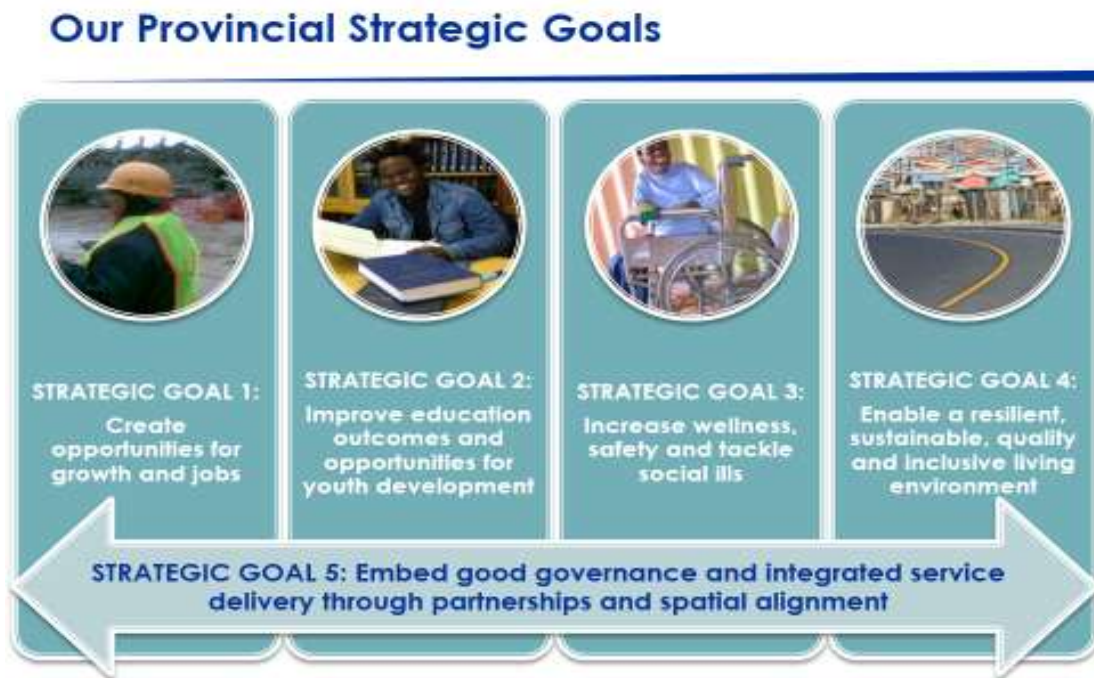 Our Provincial Strategic Goals
STRATEGIC GOAL 1:
Create
opportunities for
growth and jobs
STRATEGIC GOAL 2:
Improve education
outcomes and
opportunities for
youth development
STRATEGIC GOAL 3:
Increase wellness,
safety and tackle
social ills
STRATEGIC GOAL 4:
Enable a resilient,
sustainable, quality
and inclusive living
environment
STRATEGIC GOAL 5: Embed good governance and integrated service
delivery through partnerships and spatial alignment